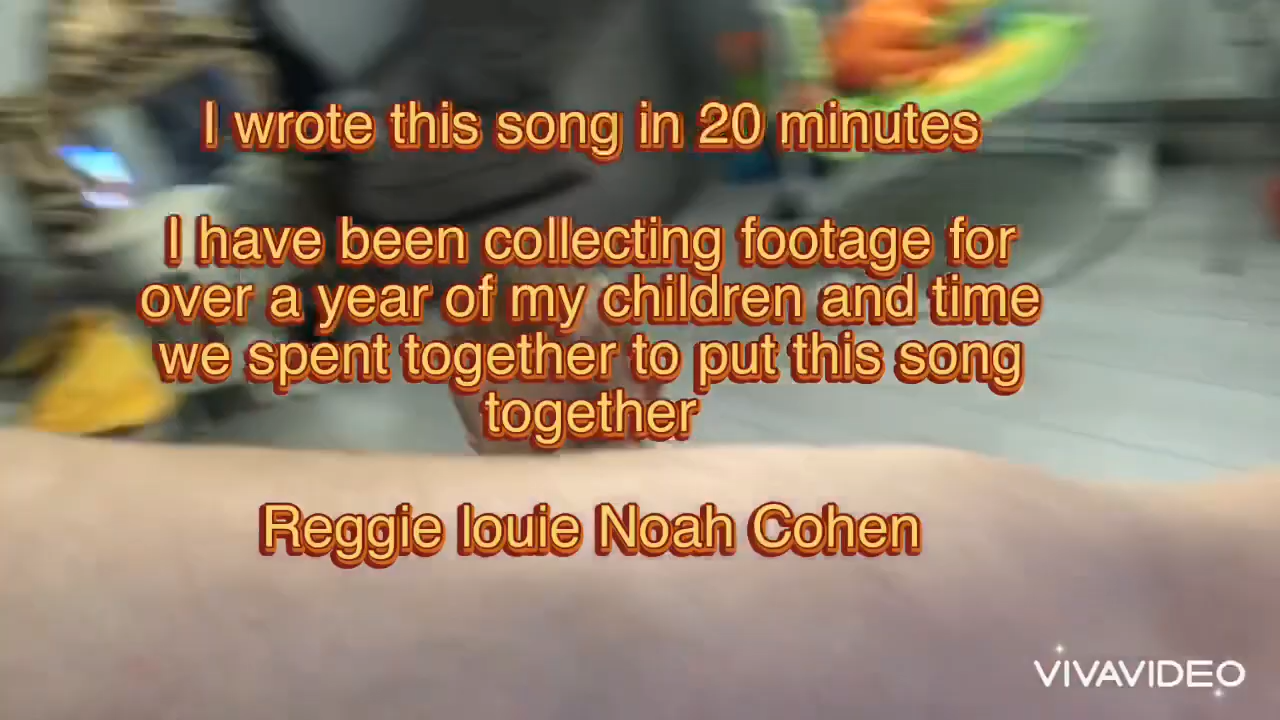 I wrote this song in 20 minutes
I have been collecting footage for
over a year of my children and time
we spent together to put this song
together
Reggie louie Noah Cohen
VIVAVIDEO